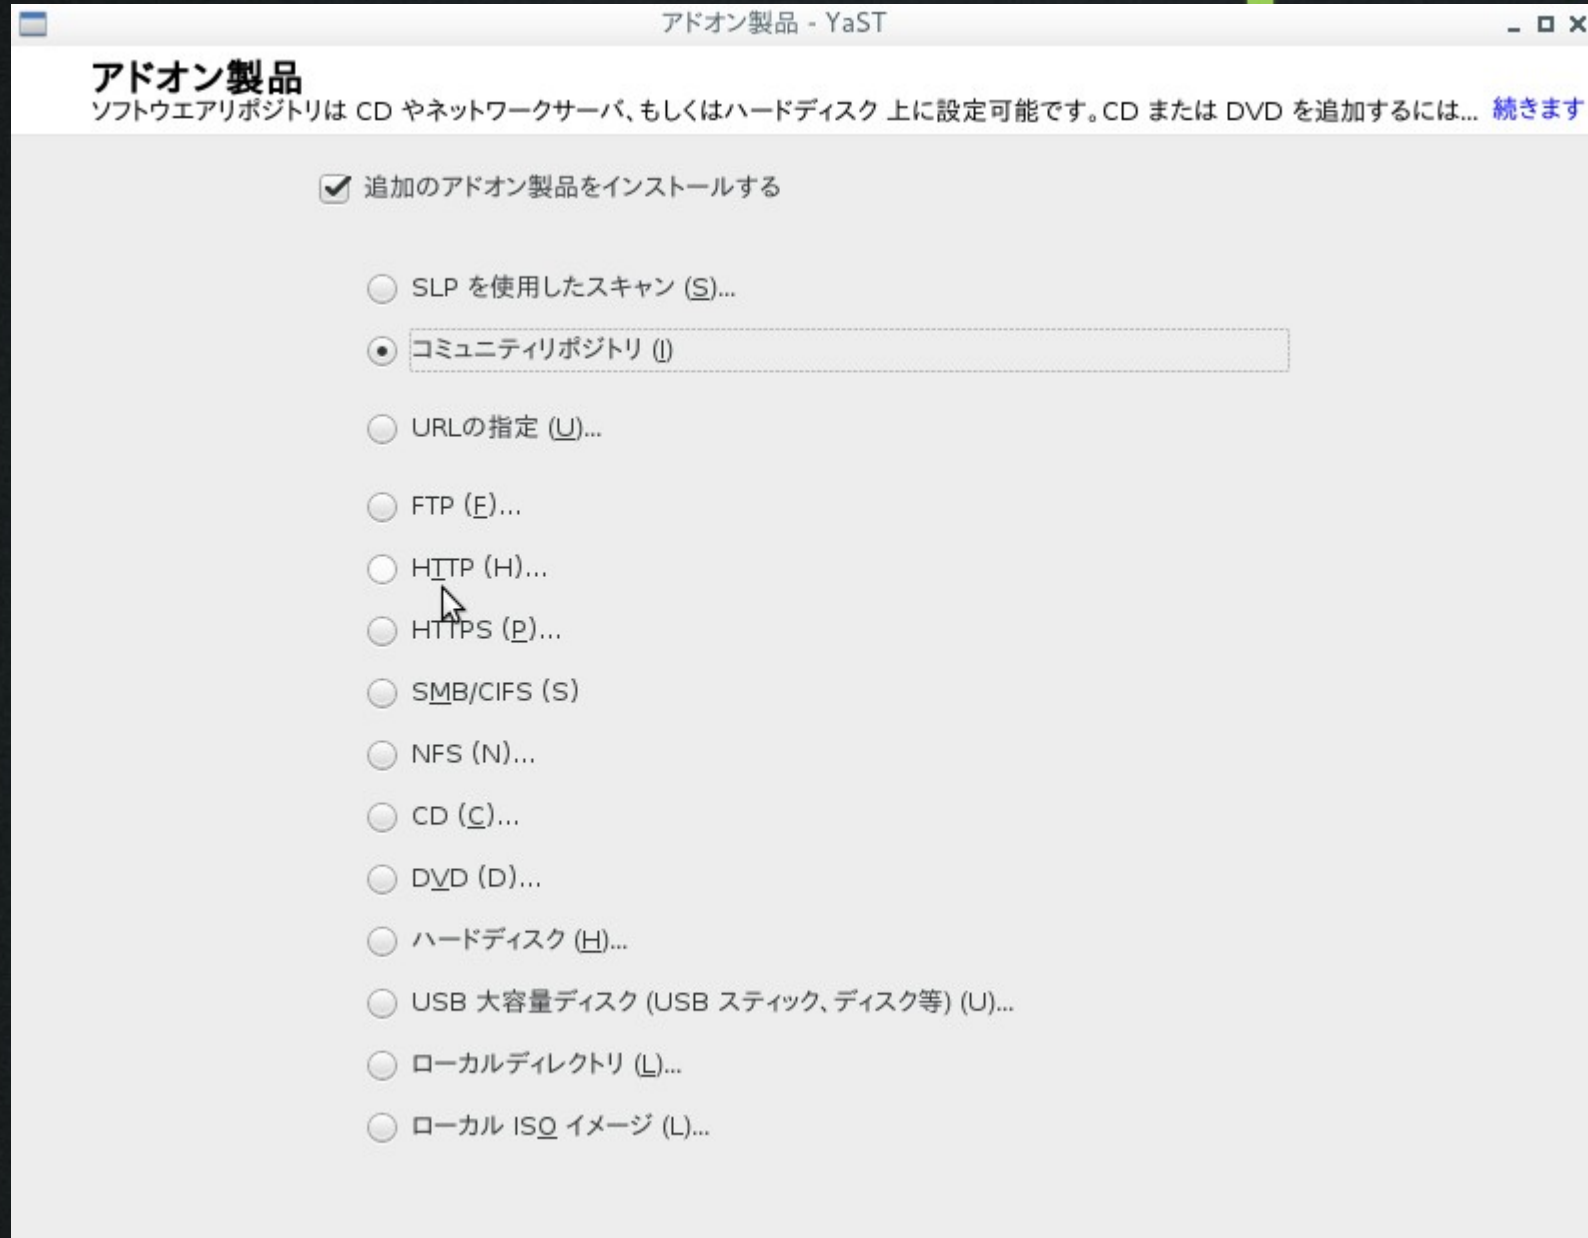 アドオン製品 - YaST
アドオン製品
ソフトウエアリポジトリは CD やネットワークサーバ、もしくはハードディスク 上に設定可能です。CD または DVD を追加するには... 続きます
追加のアドオン製品をインストールする
SLP を使用したスキャン (S)...
コミュニティリポジトリ (I)
URLの指定 (U)...
FTP (F)...
HTTP (H)...
HTTPS (P)...
SMB/CIFS (S)
NFS (N)...
CD (C)...
DVD (D)...
ハードディスク (H)...
USB 大容量ディスク (USB スティック、ディスク等) (U)...
ローカルディレクトリ (L)...
ローカル ISO イメージ (L)...